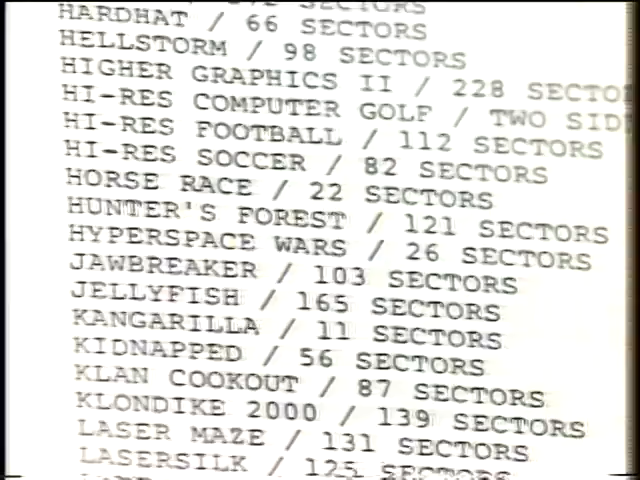 SECTORS
HARDHAT / 66 SECTORS
HELLSTORM / 98 SECTORS
HIGHER GRAPHICS II / 228 SECTO
HI-RES COMPUTER GOLF / TWO SID
HI-RES FOOTBALL / 112 SECTORS
HI-RES SOCCER / 82 SECTORS
HORSE RACE / 22 SECTORS
HUNTER'S FOREST / 121 SECTORS
HYPERSPACE WARS / 26 SECTORS
JAWBREAKER / 103 SECTORS
JELLYFISH / 165 SECTORS
KANGARILLA / 11 SECTORS
KIDNAPPED / 56 SECTORS
KLAN COOKOUT / 87 SECTORS
KLONDIKE 2000 / 139 SECTORS
LASER MAZE / 131 SECTORS
LASERSILK / 125 SECTORS